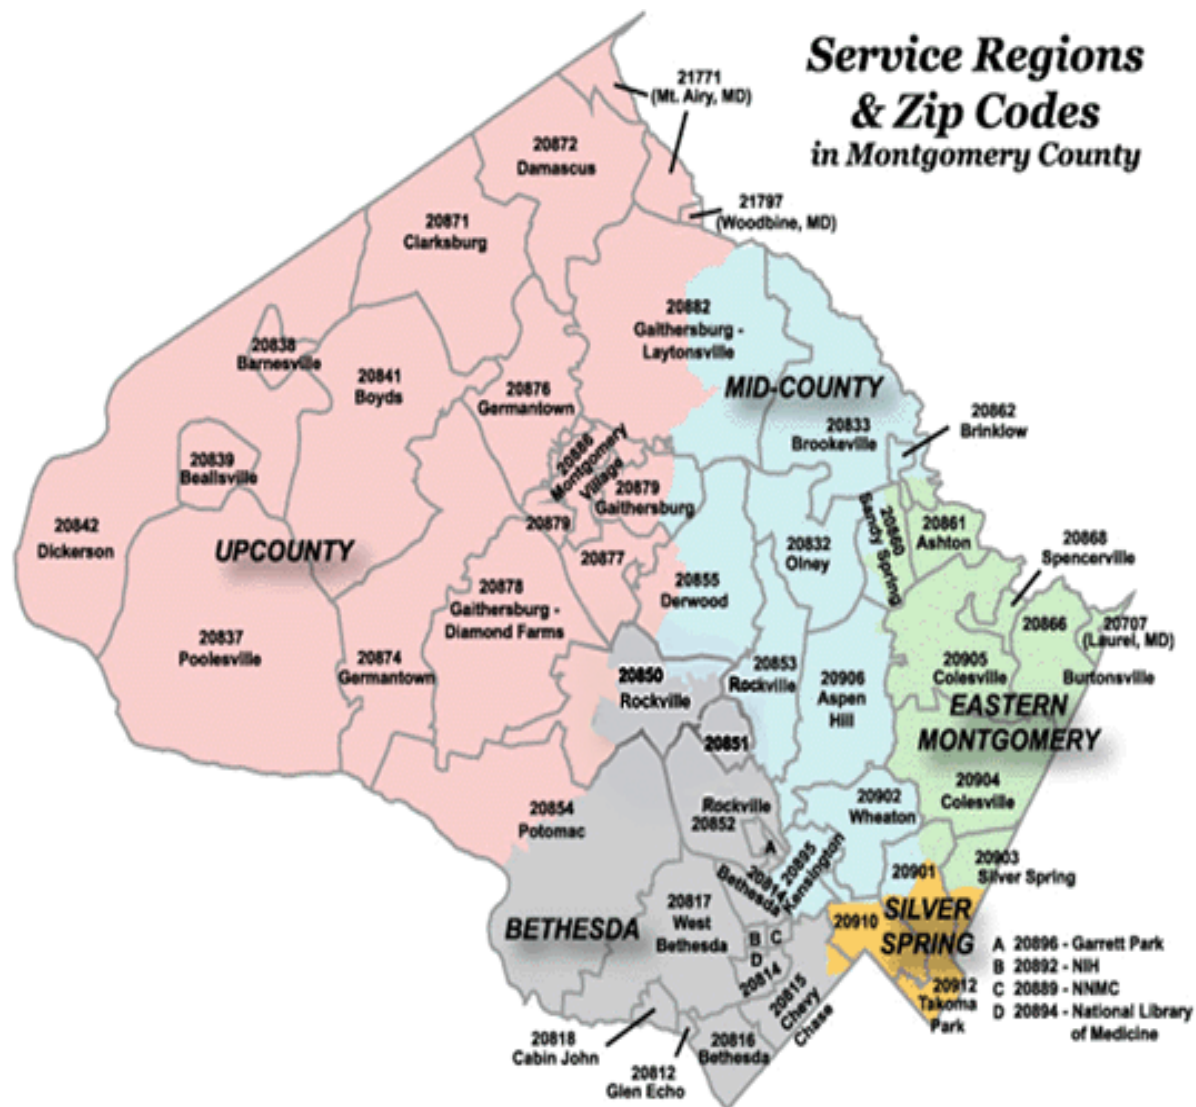 Service Regions
& Zip Codes
in Montgomery County
21771
(Mt. Airy, MD)
20872
Damascus
21797
(Woodbine, MD)
20871
Clarksburg
20882
Gaithersburg -
Laytonsville
20838
Barnesville
20841
Boyds
20876
Germantown
MID-COUNTY
20833
Brookeville
20862
Brinklow
20886
Montgomery
Village
20839
Beallsville
20879
Gaithersburg
20842
Dickerson
20879
20860
Sandy Spring
20861
Ashton
20868
Spencerville
UPCOUNTY
20877
20832
Olney
20878
Gaithersburg -
Diamond Farms
20855
Derwood
20866
20707
(Laurel, MD)
Burtonsville
20837
Poolesville
20874
Germantown
20850
Rockville
20853
Rockville
20906
Aspen
Hill
20905
Colesville
EASTERN
MONTGOMERY
20851
20904
Colesville
20854
Potomac
Rockville
20852
A
20902
Wheaton
20895
Kensington
20814
Bethesda
20901
20903
Silver Spring
BETHESDA
20817
West
Bethesda
B
C
D
20814
20910
SILVER
SPRING
20815
Chevy
Chase
20912
Takoma
Park
20818
Cabin John
20812
Glen Echo
20816
Bethesda
A 20896 - Garrett Park
B 20892 - NIH
C 20889 - NNMC
D 20894 - National Library
of Medicine